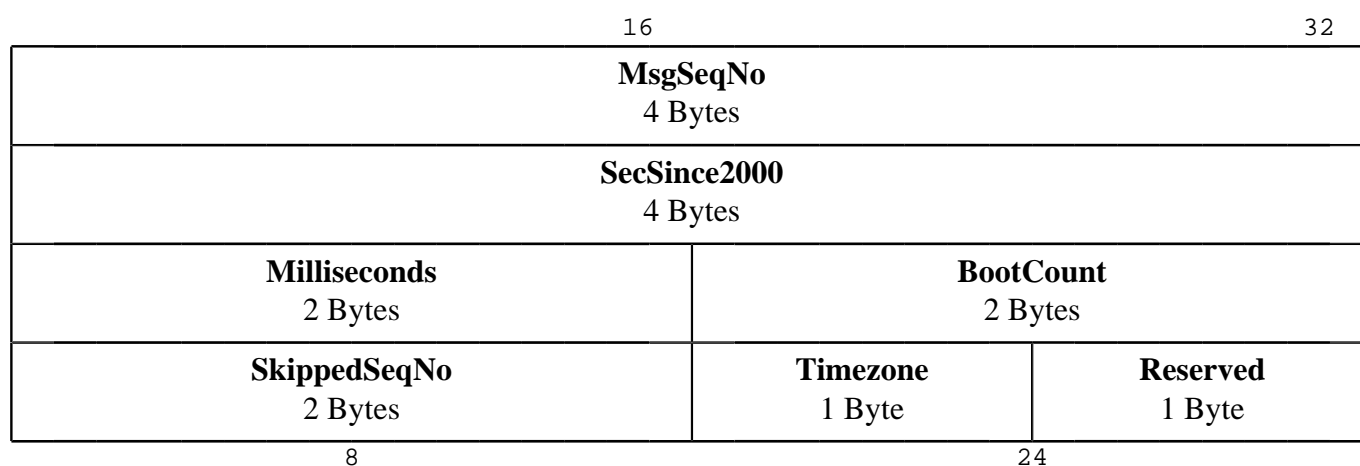 16 32
MsgSeqNo
4 Bytes
SecSince2000
4 Bytes
Milliseconds BootCount
2 Bytes 2 Bytes
SkippedSeqNo Timezone Reserved
2 Bytes 1 Byte 1 Byte
8 24